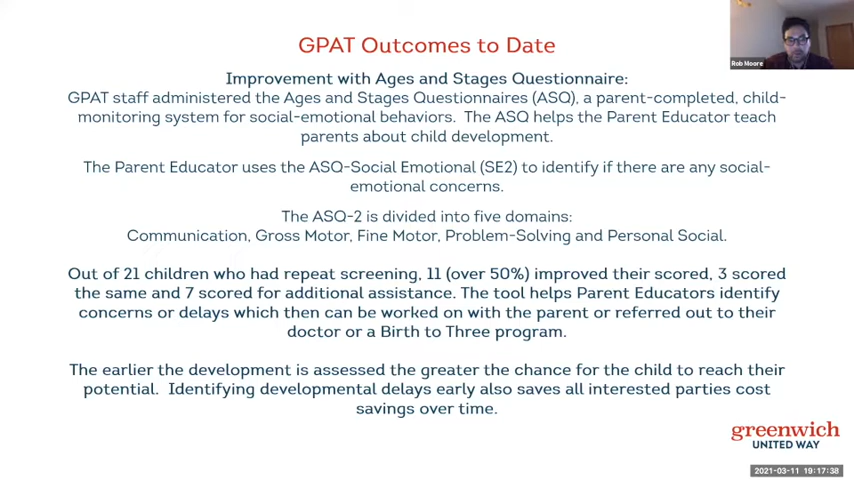 GPAT Outcomes to Date
Rob Moore
Improvement with Ages and Stages Questionnaire:
GPAT staff administered the Ages and Stages Questionnaires (ASQ), a parent-completed, child-
monitoring system for social-emotional behaviors. The ASQ helps the Parent Educator teach
parents about child development.
The Parent Educator uses the ASQ-Social Emotional (SE2) to identify if there are any social-
emotional concerns.
The ASQ-2 is divided into five domains:
Communication, Gross Motor, Fine Motor, Problem-Solving and Personal Social.
Out of 21 children who had repeat screening, 11 (over 50%) improved their scored, 3 scored
the same and 7 scored for additional assistance. The tool helps Parent Educators identify
concerns or delays which then can be worked on with the parent or referred out to their
doctor or a Birth to Three program.
The earlier the development is assessed the greater the chance for the child to reach their
potential. Identifying developmental delays early also saves all interested parties cost
savings over time.
greenwich
UNITED WAY
2021-03-11 19:17:38